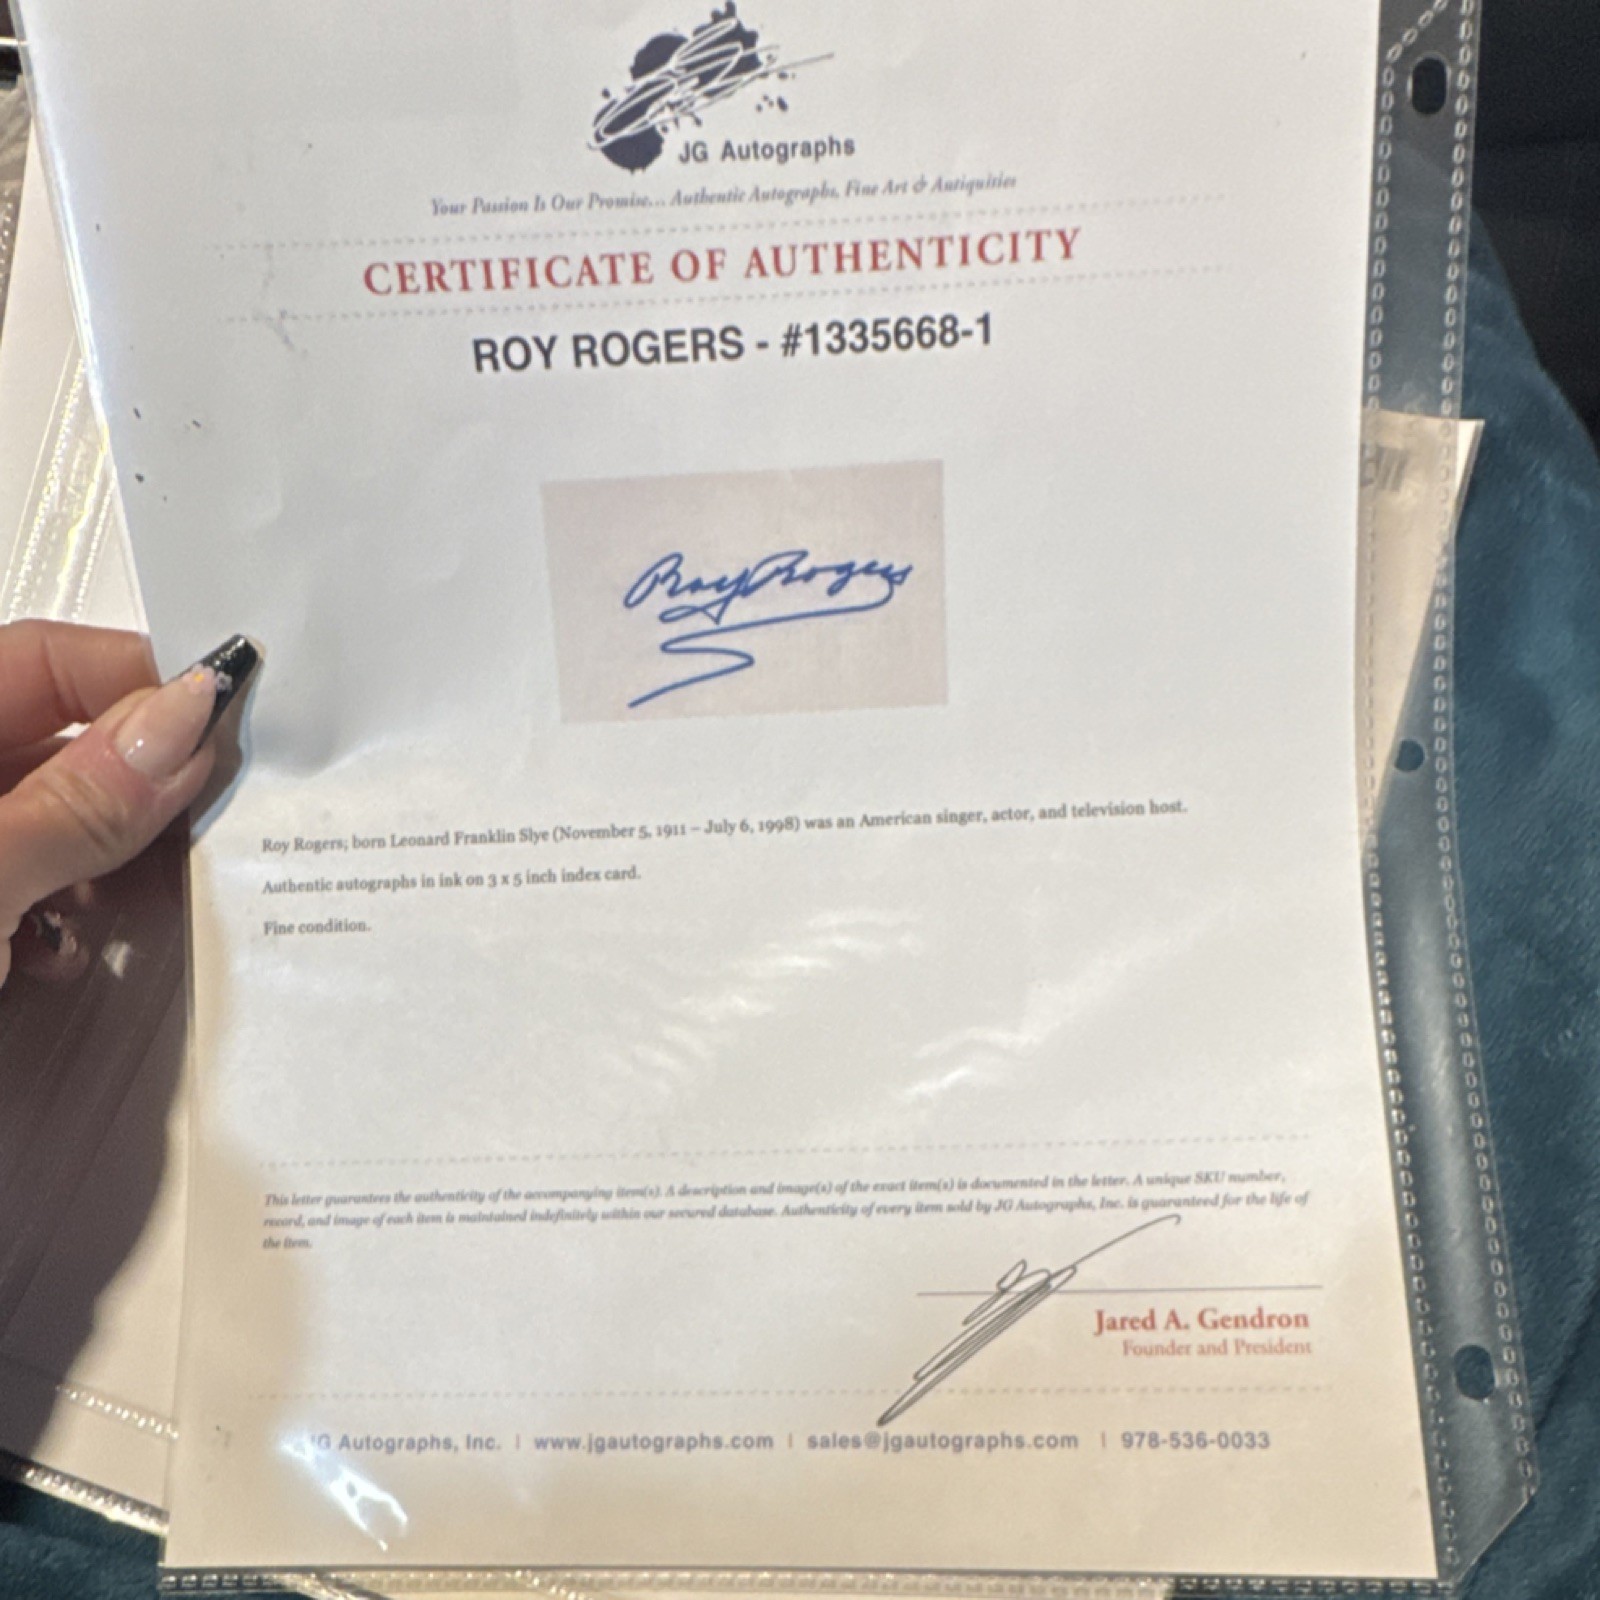 JG Autographs
Your Passion Is Our Promise... Authentic Autographs, Fine Art & Antiquities
CERTIFICATE OF AUTHENTICITY
ROY ROGERS - #1335668-1
Roy Rogers
Roy Rogers; born Leonard Franklin Slye (November 5, 1911 – July 6, 1998) was an American singer, actor, and television host.
Authentic autographs in ink on 3 x 5 inch index card.
Fine condition.
This letter guarantees the authenticity of the accompanying item(s). A description and image(s) of the exact item(s) is documented in the letter. A unique SKU number,
record, and image of each item is maintained indefinitely within our secured database. Authenticity of every item sold by JG Autographs, Inc. is guaranteed for the life of
the item.
Jared A. Gendron
Founder and President
JG Autographs, Inc. | www.jgautographs.com | sales@jgautographs.com | 978-536-0033